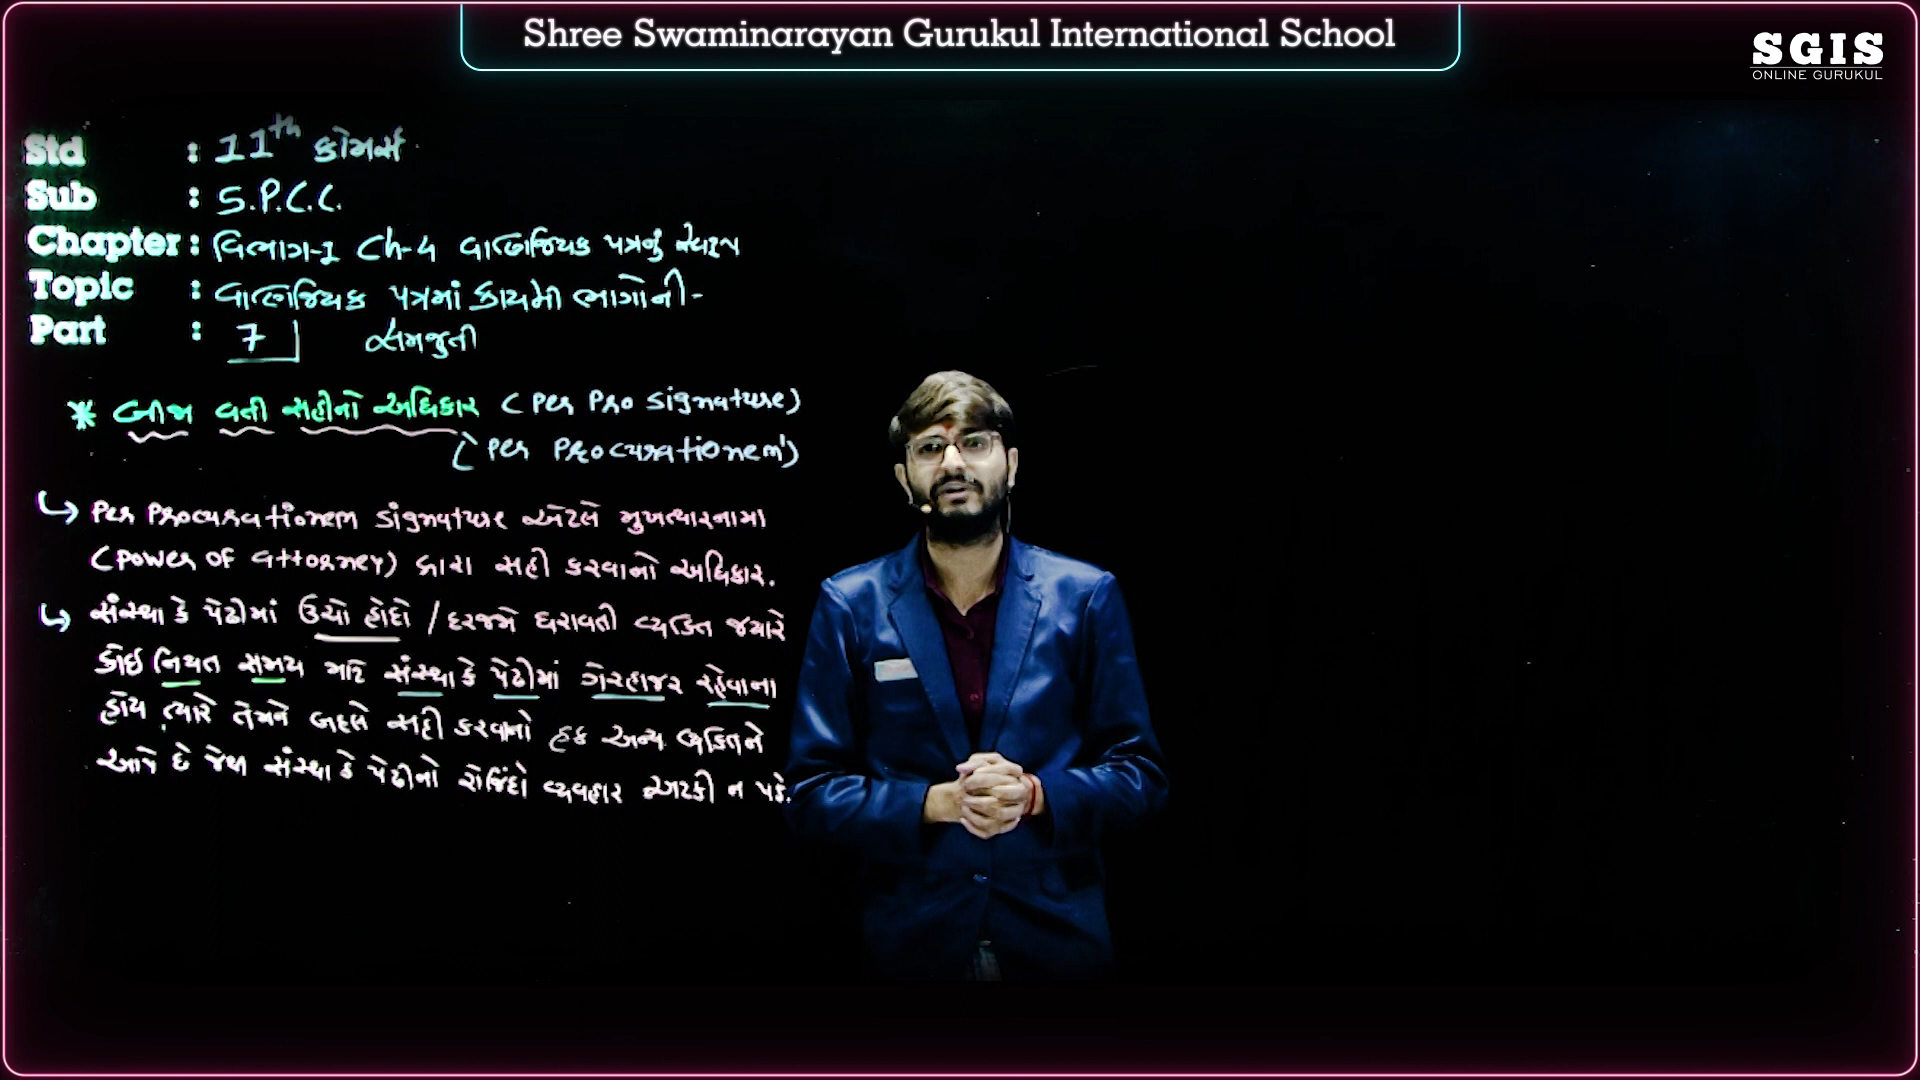 Shree Swaminarayan Gurukul International School
SGIS
ONLINE GURUKUL
Std : 11th કોમર્સ
Sub : S.P.C.C.
Chapter : વિભાગ-1 Ch-4 વાણિજ્યિક પત્રનું સ્વરૂપ
Topic : વાણિજ્યિક પત્રમાં કાયમી ભાગોની-
Part : 7 સમજુતી
* બીજા વતી સહીનો અધિકાર (Per Pro Signature)
(Per Procurationem)
↳ Per Procurationem Signature એટલે મુખત્યારનામા
(Power of attorney) દ્વારા સહી કરવાનો અધિકાર.
↳ સંસ્થા કે પેઢીમાં ઉચો હોદો / દરજ્જો ધરાવતી વ્યક્તિ જ્યારે
કોઈ નિયત સમય માટે સંસ્થા કે પેઢીમાં ગેરહાજર રહેવાના
હોય ત્યારે તેમને બદલે સહી કરવાનો હક અન્ય વ્યક્તિને
આપે છે જેથી સંસ્થા કે પેઢીનો રોજિંદો વ્યવહાર અટકી ન પડે.